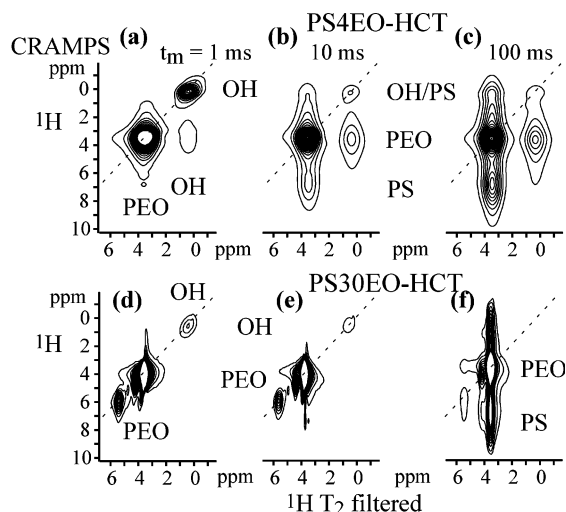 PS4EO-HCT
CRAMPS (a) tm = 1 ms (b) 10 ms (c) 100 ms
ppm
0 OH OH/PS
¹H
2
4 PEO
6 OH PS
8 PEO
10
6 4 2 0 ppm 6 4 2 0 ppm 6 4 2 0
PS30EO-HCT
ppm (d) OH (e) (f)
0 OH
¹H 2
4 PEO PEO
6
8 PEO PS
10
6 4 2 0 ppm 6 4 2 0 ppm 6 4 2 0
¹H T₂ filtered